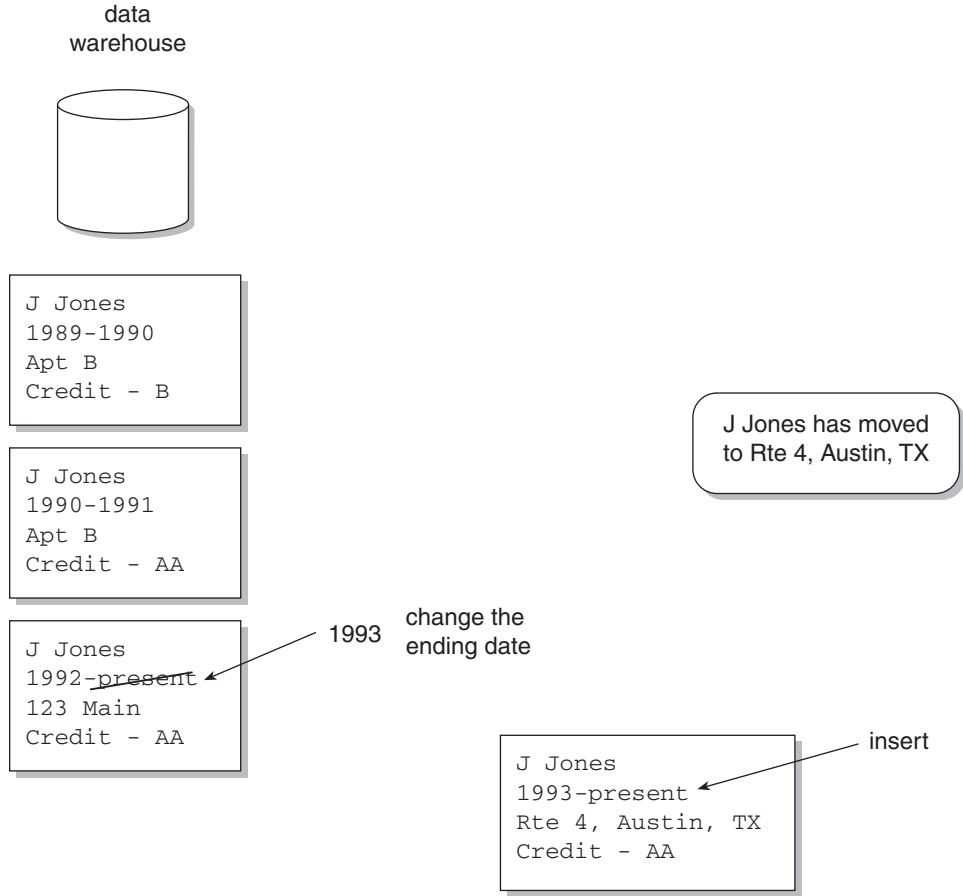 data
warehouse
J Jones
1989-1990
Apt B
Credit - B
J Jones has moved
to Rte 4, Austin, TX
J Jones
1990-1991
Apt B
Credit - AA
1993
change the
ending date
J Jones
1992-present
123 Main
Credit - AA
insert
J Jones
1993-present
Rte 4, Austin, TX
Credit - AA